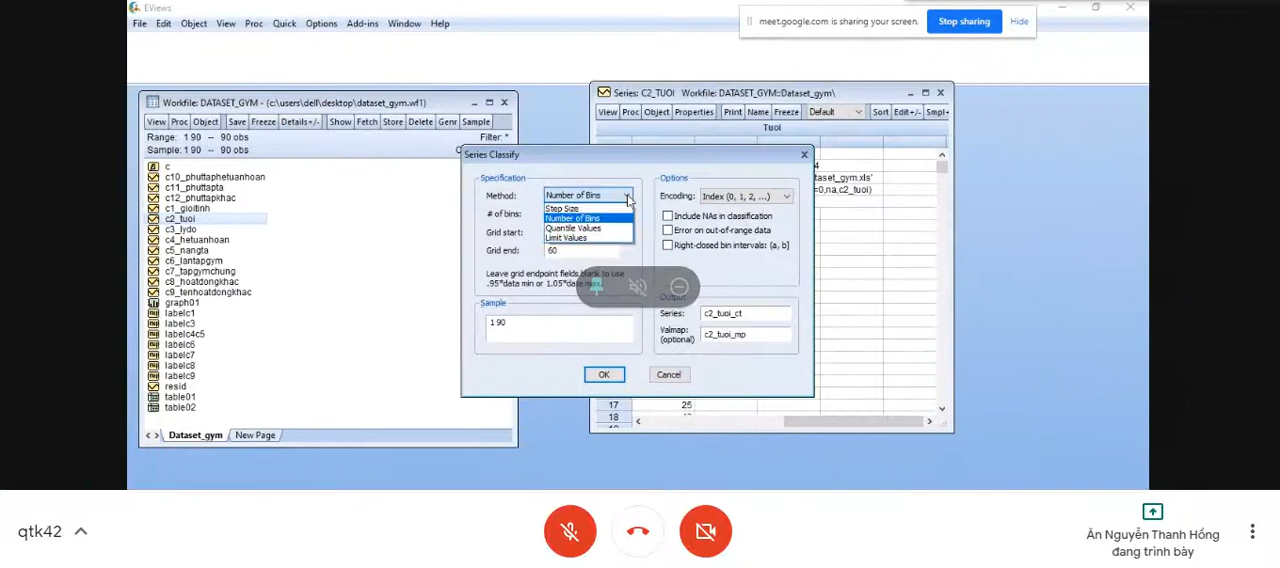 EViews
File Edit Object View Proc Quick Options Add-ins Window Help
meet.google.com is sharing your screen. Stop sharing Hide
Workfile: DATASET_GYM - (c:\users\dell\desktop\dataset_gym.wf1)
View Proc Object Save Freeze Details+/- Show Fetch Store Delete Genr Sample
Range: 1 90 -- 90 obs Filter: *
Sample: 1 90 -- 90 obs
c
c10_phuttaphetuanhoan
c11_phuttapta
c12_phuttapkhac
c1_gioitinh
c2_tuoi
c3_lydo
c4_hetuanhoan
c5_nangta
c6_lantapgym
c7_tapgymchung
c8_hoatdongkhac
c9_tenhoatdongkhac
graph01
labelc1
labelc3
labelc4c5
labelc6
labelc7
labelc8
labelc9
resid
table01
table02
Dataset_gym New Page
Series: C2_TUOI Workfile: DATASET_GYM::Dataset_gym\
View Proc Object Properties Print Name Freeze Default Sort Edit+/- Smpl+
Tuoi
4
taset_gym.xls'
=0,na,c2_tuoi)
17 25
18
Series Classify
Specification
Method: Number of Bins
Step Size
Number of Bins
Quantile Values
Limit Values
# of bins:
Grid start:
Grid end: 60
Leave grid endpoint fields blank to use
.95*data min or 1.05*data max.
Sample
1 90
Options
Encoding: Index (0, 1, 2, ...)
Include NAs in classification
Error on out-of-range data
Right-closed bin intervals: (a, b]
Output
Series: c2_tuoi_ct
Valmap: (optional) c2_tuoi_mp
OK Cancel
qtk42
Ân Nguyễn Thanh Hồng
đang trình bày